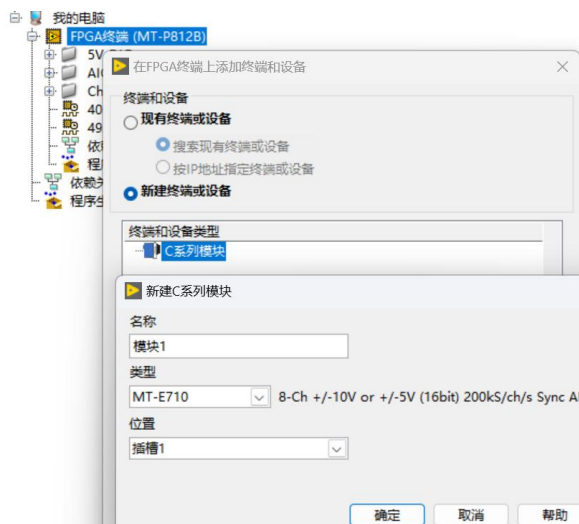 我的电脑
FPGA终端 (MT-P812B)
5V
在FPGA终端上添加终端和设备
AIO
终端和设备
Ch
现有终端或设备
40
搜索现有终端或设备
49
按IP地址指定终端或设备
依
程
新建终端或设备
依赖关
程序生
终端和设备类型
C系列模块
新建C系列模块
名称
模块1
类型
MT-E710 8-Ch +/-10V or +/-5V (16bit) 200kS/ch/s Sync A
位置
插槽1
确定 取消 帮助